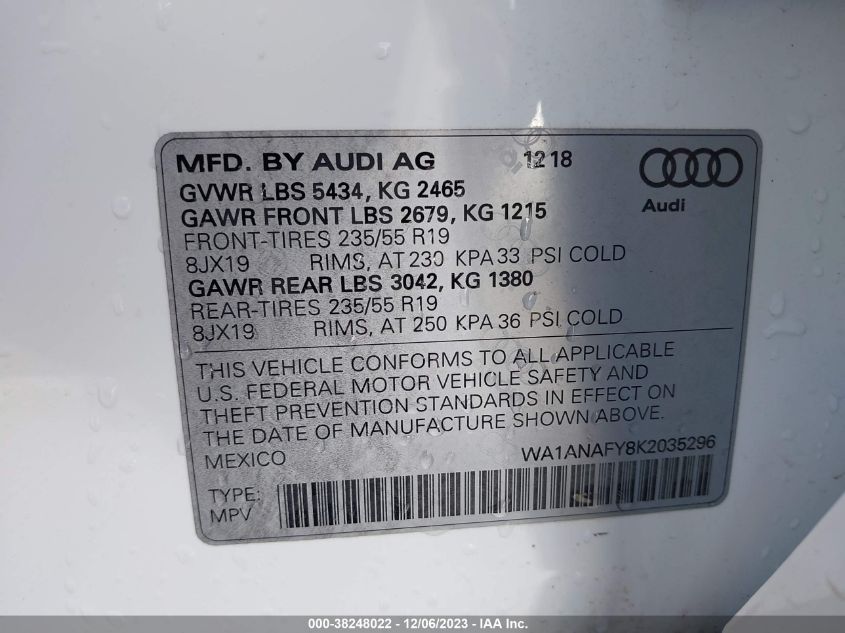 MFD. BY AUDI AG 12 18
GVWR LBS 5434, KG 2465
GAWR FRONT LBS 2679, KG 1215
Audi
FRONT-TIRES 235/55 R19
8JX19 RIMS, AT 230 KPA 33 PSI COLD
GAWR REAR LBS 3042, KG 1380
REAR-TIRES 235/55 R19
8JX19 RIMS, AT 250 KPA 36 PSI COLD
THIS VEHICLE CONFORMS TO ALL APPLICABLE
U.S. FEDERAL MOTOR VEHICLE SAFETY AND
THEFT PREVENTION STANDARDS IN EFFECT ON
THE DATE OF MANUFACTURE SHOWN ABOVE.
MEXICO WA1ANAFY8K2035296
TYPE:
MPV
000-38248022 - 12/06/2023 - IAA Inc.